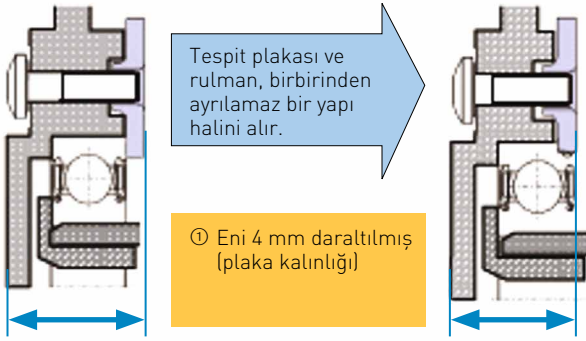 Tespit plakası ve
rulman, birbirinden
ayrılamaz bir yapı
halini alır.
① Eni 4 mm daraltılmış
(plaka kalınlığı)